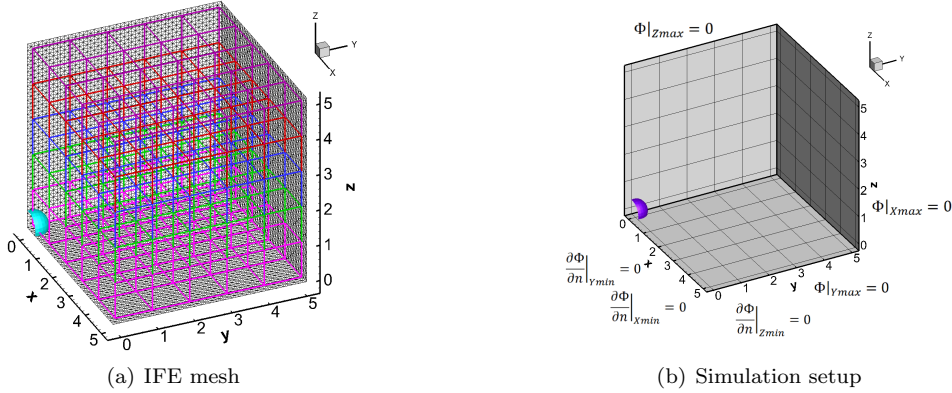 Z
Y
X
5
4
3
2
1
0
z
0
1
2
3
4
5
x
0
1
2
3
4
5
y
(a) IFE mesh
Φ|Zmax = 0
Z
Y
X
5
4
3
2
1
0
z
Φ|Xmax = 0
0
1
2
3
4
5
x
∂Φ/∂n|Ymin = 0
∂Φ/∂n|Xmin = 0
0
1
2
3
4
5
y
Φ|Ymax = 0
∂Φ/∂n|Zmin = 0
(b) Simulation setup